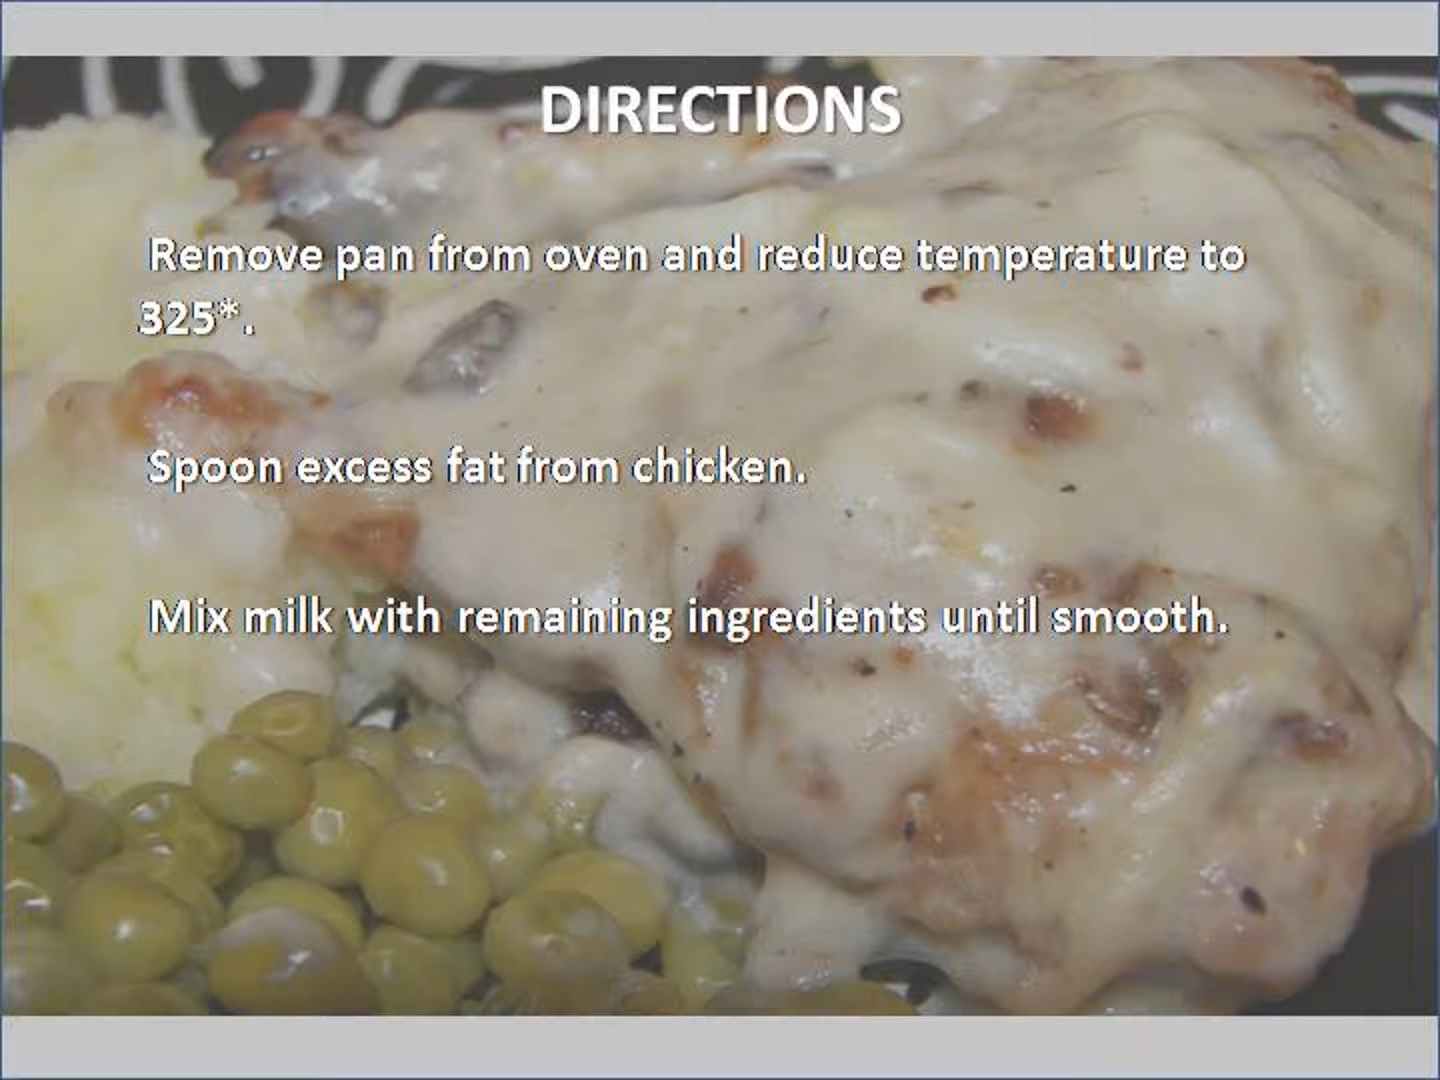 DIRECTIONS
Remove pan from oven and reduce temperature to
325*.
Spoon excess fat from chicken.
Mix milk with remaining ingredients until smooth.